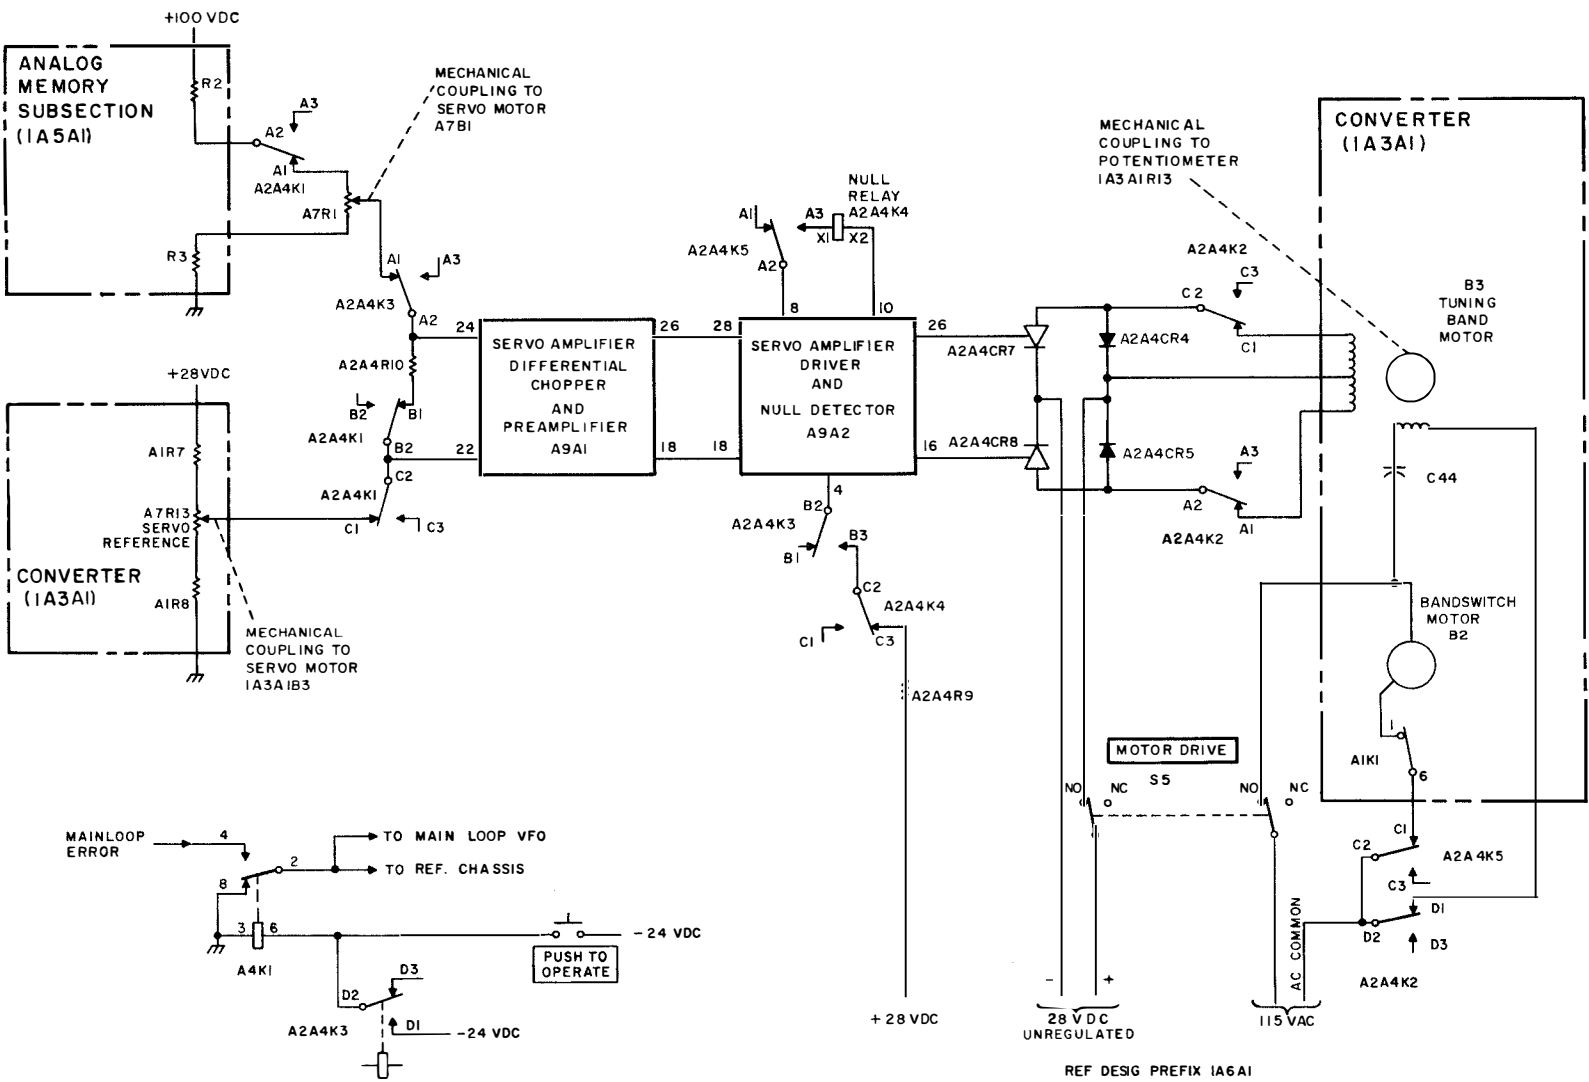 +100 VDC
ANALOG
MEMORY
SUBSECTION
(1A5A1)
R2
A3
A2
A1
A2A4K1
A7R1
R3
MECHANICAL
COUPLING TO
SERVO MOTOR
A7B1
A1
A3
A2A4K3
A2
24
A2A4R10
B2
B1
A2A4K1
B2
22
C2
A2A4K1
C1
C3
+28VDC
A1R7
A7R13
SERVO
REFERENCE
CONVERTER
(1A3A1)
A1R8
MECHANICAL
COUPLING TO
SERVO MOTOR
1A3A1B3
SERVO AMPLIFIER
DIFFERENTIAL
CHOPPER
AND
PREAMPLIFIER
A9A1
26
28
18
18
NULL
RELAY
A2A4K4
A1
A3
X1
X2
A2A4K5
A2
8
10
SERVO AMPLIFIER
DRIVER
AND
NULL DETECTOR
A9A2
26
16
4
B2
A2A4K3
B1
B3
C2
A2A4K4
C1
C3
A2A4R9
+28 VDC
A2A4CR7
A2A4CR4
A2A4CR8
A2A4CR5
MECHANICAL
COUPLING TO
POTENTIOMETER
1A3A1R13
A2A4K2
C3
C2
C1
A3
A2
A1
A2A4K2
CONVERTER
(1A3A1)
B3
TUNING
BAND
MOTOR
C44
BANDSWITCH
MOTOR
B2
1
A1K1
6
MOTOR DRIVE
S5
NO
NC
NO
NC
C1
C2
A2A4K5
C3
D1
D2
D3
A2A4K2
AC COMMON
-
+
28 VDC
UNREGULATED
115 VAC
MAINLOOP
ERROR
4
2
TO MAIN LOOP VFO
TO REF. CHASSIS
8
3
6
A4K1
-24 VDC
PUSH TO
OPERATE
D3
D2
A2A4K3
D1
-24 VDC
REF DESIG PREFIX 1A6A1